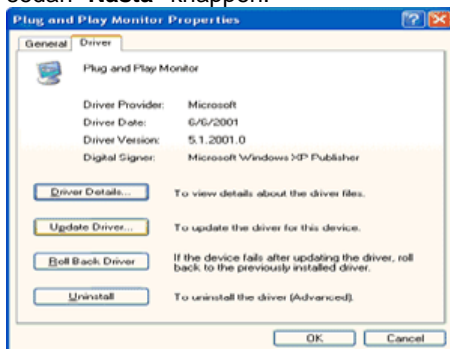 sedan "Nästa" knappen.
Plug and Play Monitor Properties
General Driver
Plug and Play Monitor
Driver Provider: Microsoft
Driver Date: 6/6/2001
Driver Version: 5.1.2001.0
Digital Signer: Microsoft Windows XP Publisher
Driver Details... To view details about the driver files.
Update Driver... To update the driver for this device.
Roll Back Driver If the device fails after updating the driver, roll
back to the previously installed driver.
Uninstall To uninstall the driver (Advanced).
OK Cancel